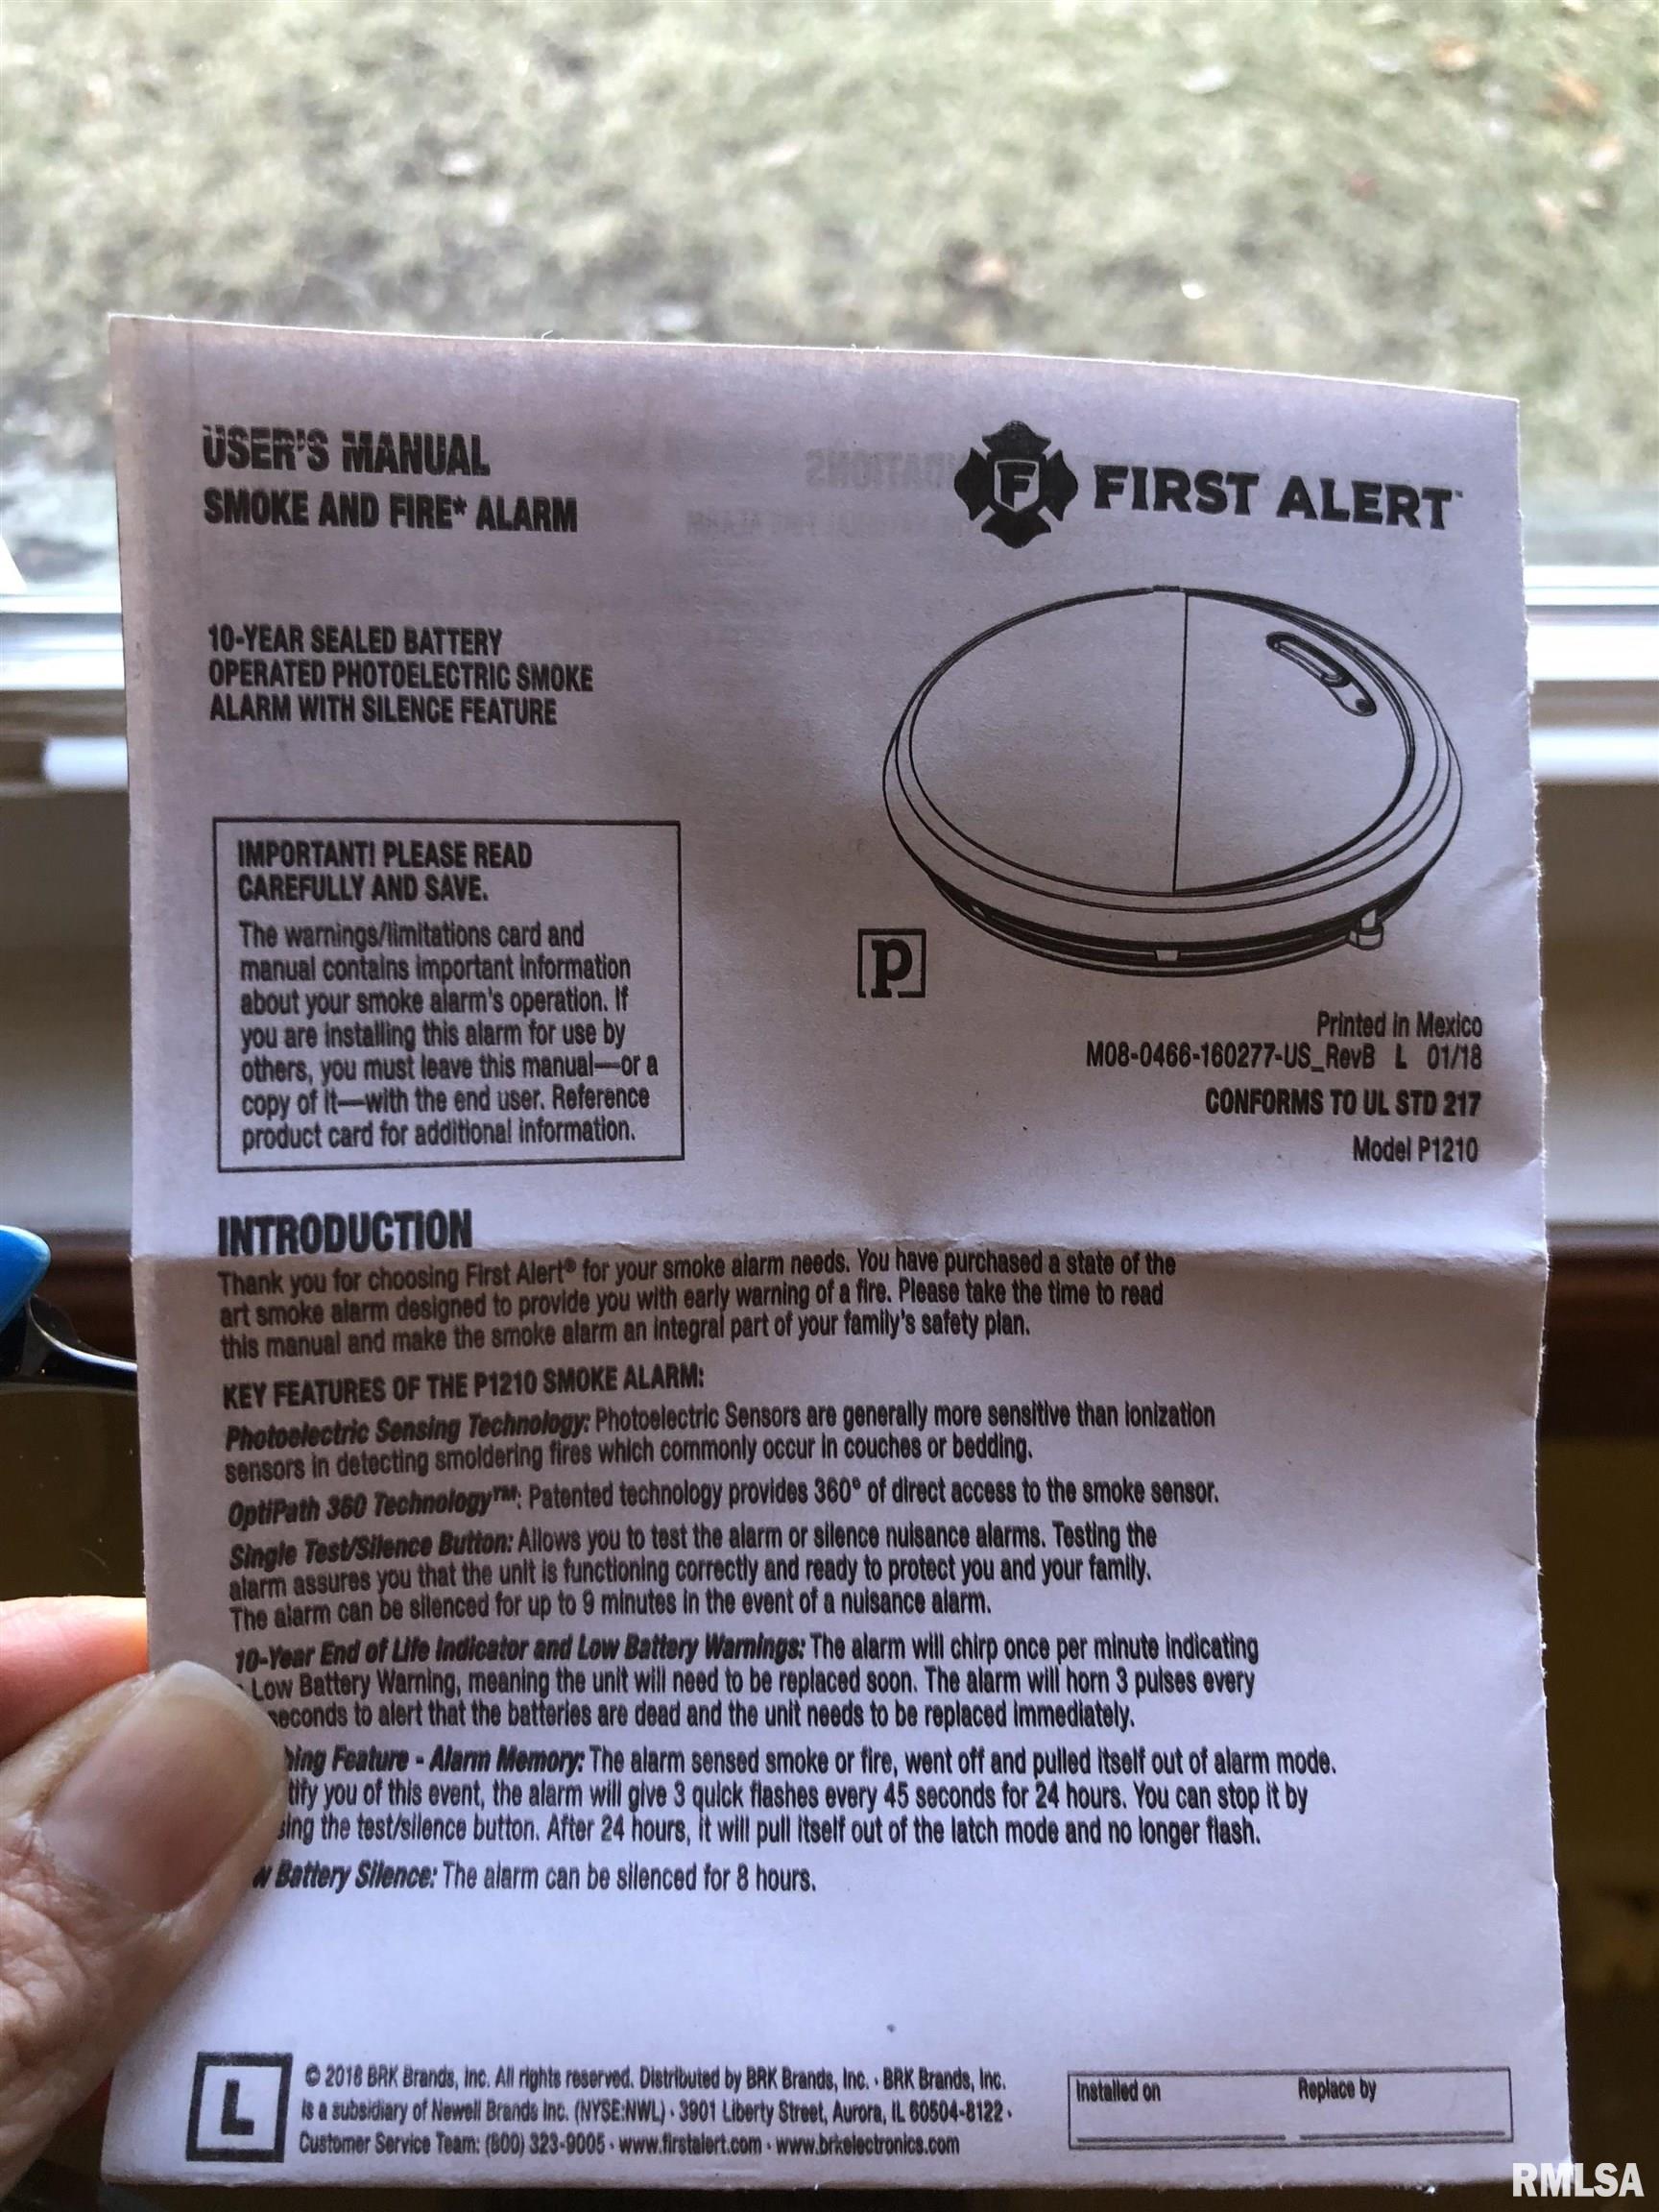 USER'S MANUAL
SMOKE AND FIRE* ALARM
F FIRST ALERT™
10-YEAR SEALED BATTERY
OPERATED PHOTOELECTRIC SMOKE
ALARM WITH SILENCE FEATURE
IMPORTANT! PLEASE READ
CAREFULLY AND SAVE.
The warnings/limitations card and
manual contains important information
about your smoke alarm's operation. If
you are installing this alarm for use by
others, you must leave this manual—or a
copy of it—with the end user. Reference
product card for additional information.
P
Printed in Mexico
M08-0466-160277-US_RevB L 01/18
CONFORMS TO UL STD 217
Model P1210
INTRODUCTION
Thank you for choosing First Alert® for your smoke alarm needs. You have purchased a state of the
art smoke alarm designed to provide you with early warning of a fire. Please take the time to read
this manual and make the smoke alarm an integral part of your family's safety plan.
KEY FEATURES OF THE P1210 SMOKE ALARM:
Photoelectric Sensing Technology: Photoelectric Sensors are generally more sensitive than ionization
sensors in detecting smoldering fires which commonly occur in couches or bedding.
OptiPath 360 Technology™: Patented technology provides 360° of direct access to the smoke sensor.
Single Test/Silence Button: Allows you to test the alarm or silence nuisance alarms. Testing the
alarm assures you that the unit is functioning correctly and ready to protect you and your family.
The alarm can be silenced for up to 9 minutes in the event of a nuisance alarm.
10-Year End of Life Indicator and Low Battery Warnings: The alarm will chirp once per minute indicating
Low Battery Warning, meaning the unit will need to be replaced soon. The alarm will horn 3 pulses every
seconds to alert that the batteries are dead and the unit needs to be replaced immediately.
hing Feature - Alarm Memory: The alarm sensed smoke or fire, went off and pulled itself out of alarm mode.
tify you of this event, the alarm will give 3 quick flashes every 45 seconds for 24 hours. You can stop it by
sing the test/silence button. After 24 hours, it will pull itself out of the latch mode and no longer flash.
w Battery Silence: The alarm can be silenced for 8 hours.
L
© 2018 BRK Brands, Inc. All rights reserved. Distributed by BRK Brands, Inc. • BRK Brands, Inc.
is a subsidiary of Newell Brands Inc. (NYSE:NWL) • 3901 Liberty Street, Aurora, IL 60504-8122 •
Customer Service Team: (800) 323-9005 • www.firstalert.com • www.brkelectronics.com
Installed on Replace by
RMLSA